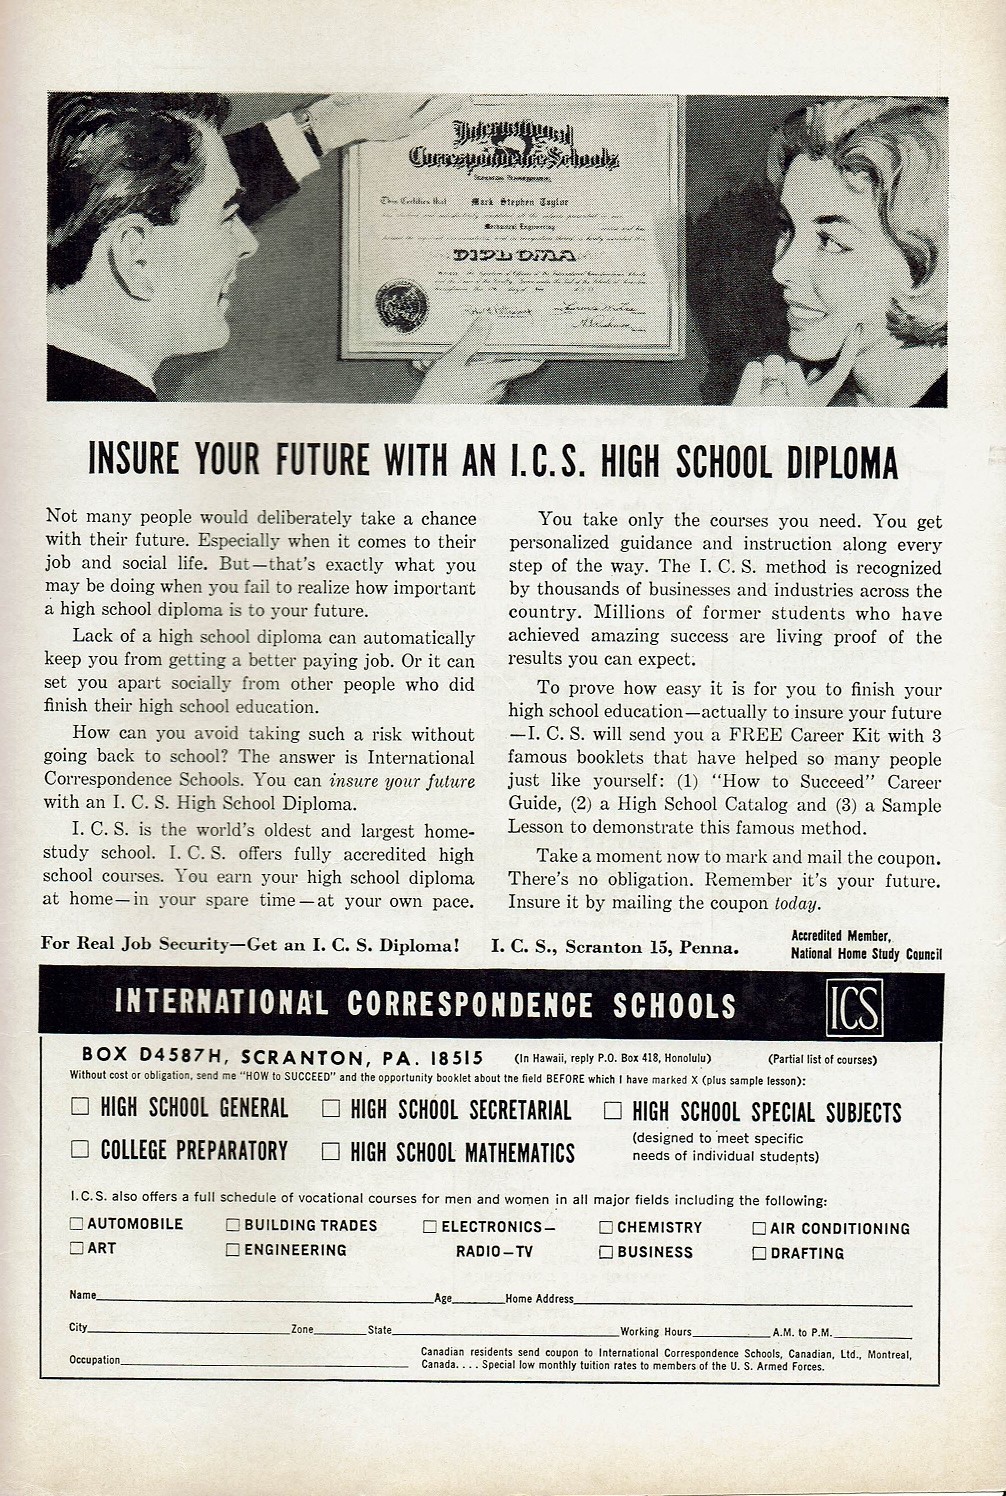 International
Correspondence Schools
SCRANTON, PENNSYLVANIA
This Certifies that Mark Stephen Taylor
Mechanical Engineering
DIPLOMA
INSURE YOUR FUTURE WITH AN I.C.S. HIGH SCHOOL DIPLOMA
Not many people would deliberately take a chance
with their future. Especially when it comes to their
job and social life. But—that's exactly what you
may be doing when you fail to realize how important
a high school diploma is to your future.
Lack of a high school diploma can automatically
keep you from getting a better paying job. Or it can
set you apart socially from other people who did
finish their high school education.
How can you avoid taking such a risk without
going back to school? The answer is International
Correspondence Schools. You can insure your future
with an I. C. S. High School Diploma.
I. C. S. is the world's oldest and largest home-
study school. I. C. S. offers fully accredited high
school courses. You earn your high school diploma
at home—in your spare time—at your own pace.
You take only the courses you need. You get
personalized guidance and instruction along every
step of the way. The I. C. S. method is recognized
by thousands of businesses and industries across the
country. Millions of former students who have
achieved amazing success are living proof of the
results you can expect.
To prove how easy it is for you to finish your
high school education—actually to insure your future
—I. C. S. will send you a FREE Career Kit with 3
famous booklets that have helped so many people
just like yourself: (1) "How to Succeed" Career
Guide, (2) a High School Catalog and (3) a Sample
Lesson to demonstrate this famous method.
Take a moment now to mark and mail the coupon.
There's no obligation. Remember it's your future.
Insure it by mailing the coupon today.
For Real Job Security—Get an I. C. S. Diploma! I. C. S., Scranton 15, Penna.
Accredited Member,
National Home Study Council
INTERNATIONAL CORRESPONDENCE SCHOOLS ICS
BOX D4587H, SCRANTON, PA. 18515 (In Hawaii, reply P.O. Box 418, Honolulu) (Partial list of courses)
Without cost or obligation, send me "HOW to SUCCEED" and the opportunity booklet about the field BEFORE which I have marked X (plus sample lesson):
HIGH SCHOOL GENERAL HIGH SCHOOL SECRETARIAL HIGH SCHOOL SPECIAL SUBJECTS
(designed to meet specific
COLLEGE PREPARATORY HIGH SCHOOL MATHEMATICS needs of individual students)
I.C.S. also offers a full schedule of vocational courses for men and women in all major fields including the following:
AUTOMOBILE BUILDING TRADES ELECTRONICS— CHEMISTRY AIR CONDITIONING
ART ENGINEERING RADIO—TV BUSINESS DRAFTING
Name Age Home Address
City Zone State Working Hours A.M. to P.M.
Occupation
Canadian residents send coupon to International Correspondence Schools, Canadian, Ltd., Montreal,
Canada. . . . Special low monthly tuition rates to members of the U. S. Armed Forces.